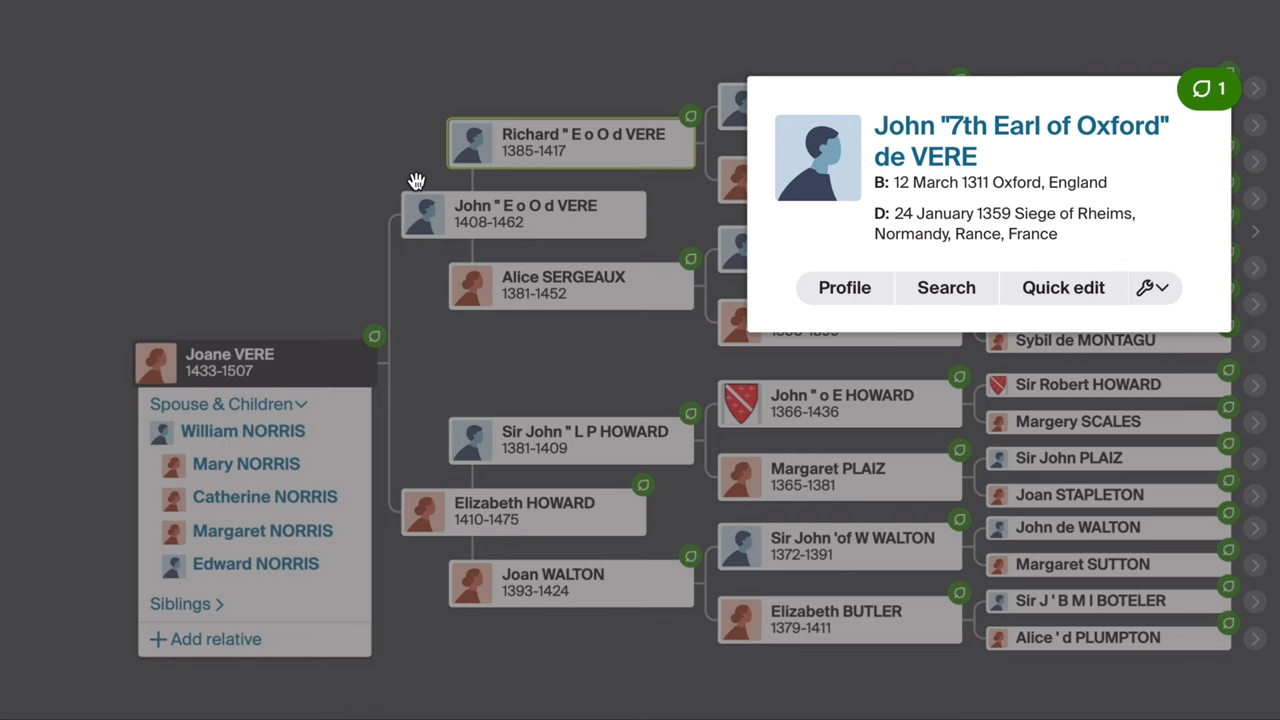 1
John "7th Earl of Oxford"
de VERE
B: 12 March 1311 Oxford, England
D: 24 January 1359 Siege of Rheims,
Normandy, Rance, France
Profile
Search
Quick edit
Richard " E o O d VERE
1385-1417
John " E o O d VERE
1408-1462
Alice SERGEAUX
1381-1452
Joane VERE
1433-1507
Spouse & Children
William NORRIS
Mary NORRIS
Catherine NORRIS
Margaret NORRIS
Edward NORRIS
Siblings
Add relative
Sir John " L P HOWARD
1381-1409
Elizabeth HOWARD
1410-1475
Joan WALTON
1393-1424
John " o E HOWARD
1366-1436
Margaret PLAIZ
1365-1381
Sir John 'of W WALTON
1372-1391
Elizabeth BUTLER
1379-1411
Sybil de MONTAGU
Sir Robert HOWARD
Margery SCALES
Sir John PLAIZ
Joan STAPLETON
John de WALTON
Margaret SUTTON
Sir J ' B M I BOTELER
Alice ' d PLUMPTON